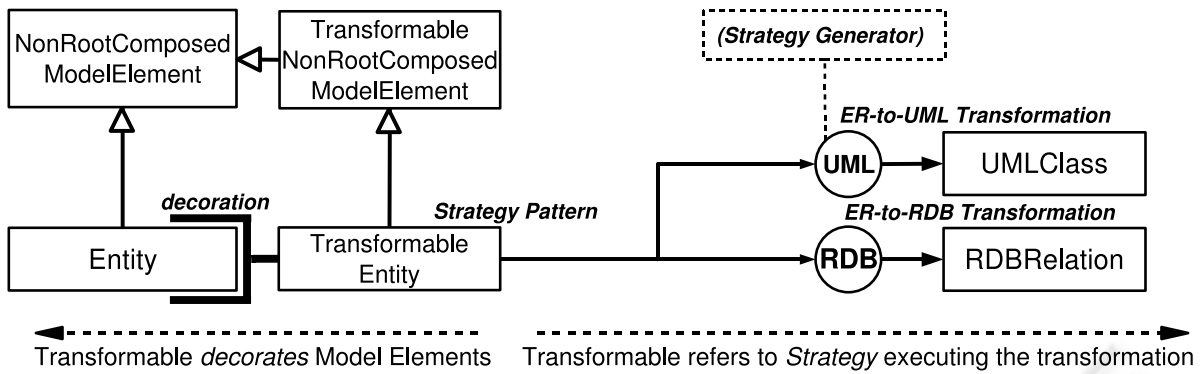 NonRootComposed
ModelElement
Transformable
NonRootComposed
ModelElement
(Strategy Generator)
ER-to-UML Transformation
UML
UMLClass
decoration
Strategy Pattern
ER-to-RDB Transformation
Entity
Transformable
Entity
RDB
RDBRelation
Transformable decorates Model Elements
Transformable refers to Strategy executing the transformation